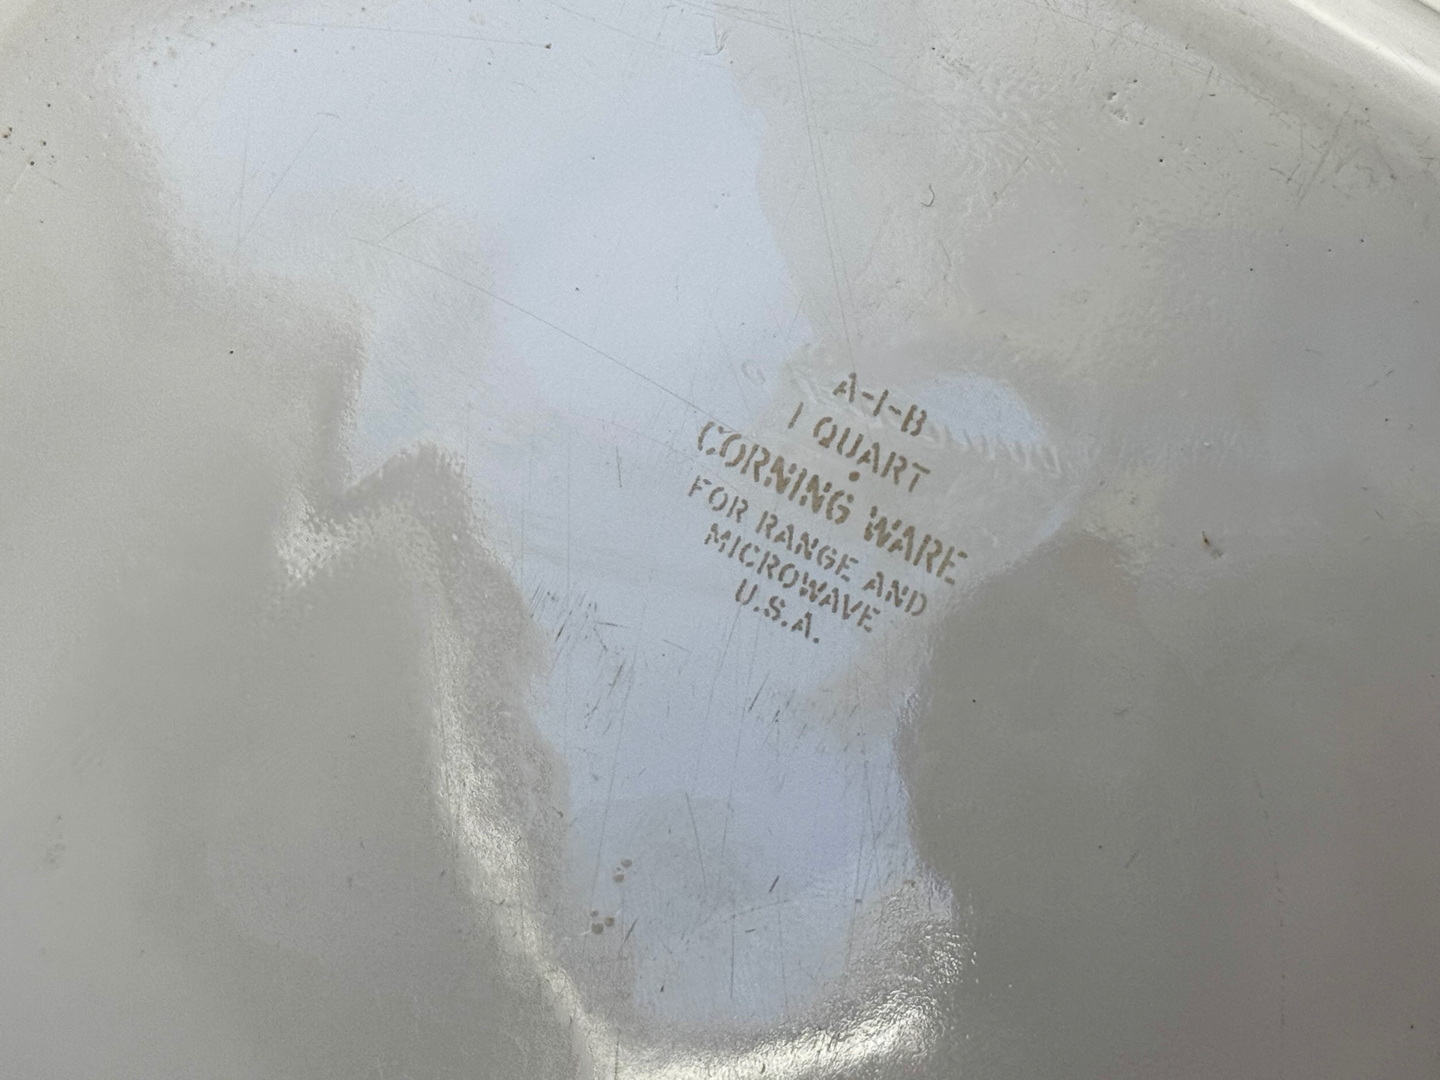 A-1-B
1 QUART
•
CORNING WARE
FOR RANGE AND
MICROWAVE
U.S.A.